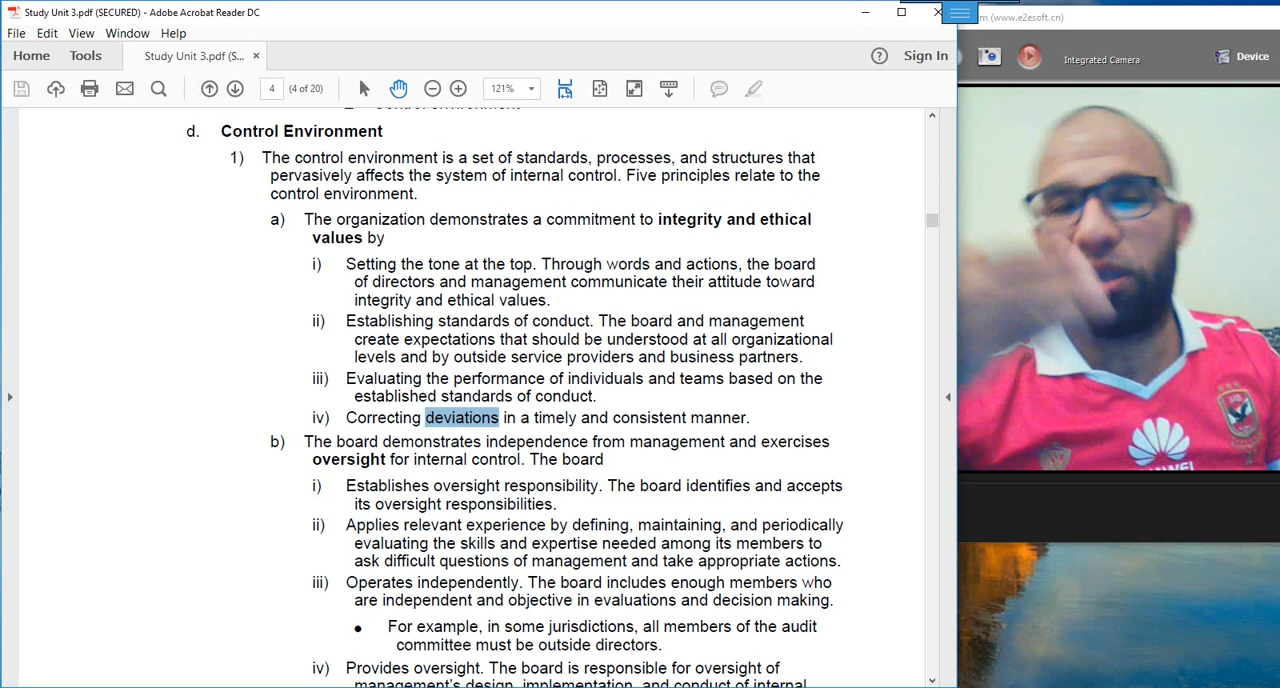 Study Unit 3.pdf (SECURED) - Adobe Acrobat Reader DC
m (www.e2esoft.cn)
File Edit View Window Help
Home Tools Study Unit 3.pdf (S... × Sign In
Integrated Camera Device
4 (4 of 20) 121%
d. Control Environment
1) The control environment is a set of standards, processes, and structures that
pervasively affects the system of internal control. Five principles relate to the
control environment.
a) The organization demonstrates a commitment to integrity and ethical
values by
i) Setting the tone at the top. Through words and actions, the board
of directors and management communicate their attitude toward
integrity and ethical values.
ii) Establishing standards of conduct. The board and management
create expectations that should be understood at all organizational
levels and by outside service providers and business partners.
iii) Evaluating the performance of individuals and teams based on the
established standards of conduct.
iv) Correcting deviations in a timely and consistent manner.
b) The board demonstrates independence from management and exercises
oversight for internal control. The board
i) Establishes oversight responsibility. The board identifies and accepts
its oversight responsibilities.
ii) Applies relevant experience by defining, maintaining, and periodically
evaluating the skills and expertise needed among its members to
ask difficult questions of management and take appropriate actions.
iii) Operates independently. The board includes enough members who
are independent and objective in evaluations and decision making.
• For example, in some jurisdictions, all members of the audit
committee must be outside directors.
iv) Provides oversight. The board is responsible for oversight of
management's design, implementation, and conduct of internal
HUAWEI